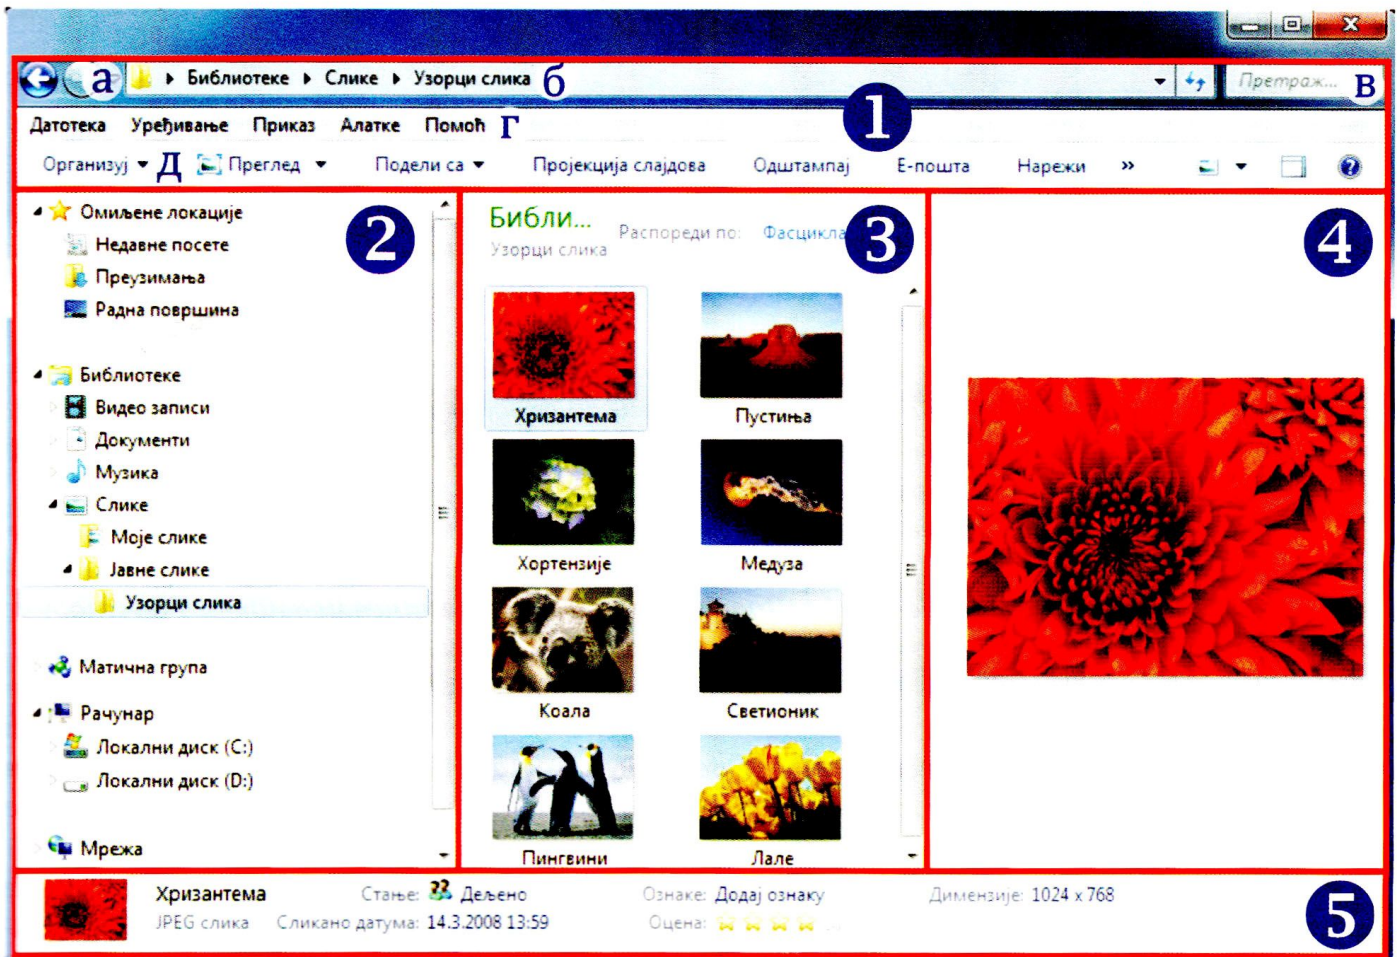 а Библиотеке Слике Узорци слика б Претраж... в
1
Датотека Уређивање Приказ Алатке Помоћ г
Организуј д Преглед Подели са Пројекција слајдова Одштампај Е-пошта Нарежи »
2
Омиљене локације
Недавне посете
Преузимања
Радна површина
Библиотеке
Видео записи
Документи
Музика
Слике
Моје слике
Јавне слике
Узорци слика
Матична група
Рачунар
Локални диск (C:)
Локални диск (D:)
Мрежа
3
Библи...
Распореди по: Фасцикла
Узорци слика
Хризантема Пустиња
Хортензије Медуза
Коала Светионик
Пингвини Лале
4
Хризантема Стање: Дељено Ознаке: Додај ознаку Димензије: 1024 x 768
JPEG слика Сликано датума: 14.3.2008 13:59 Оцена:
5